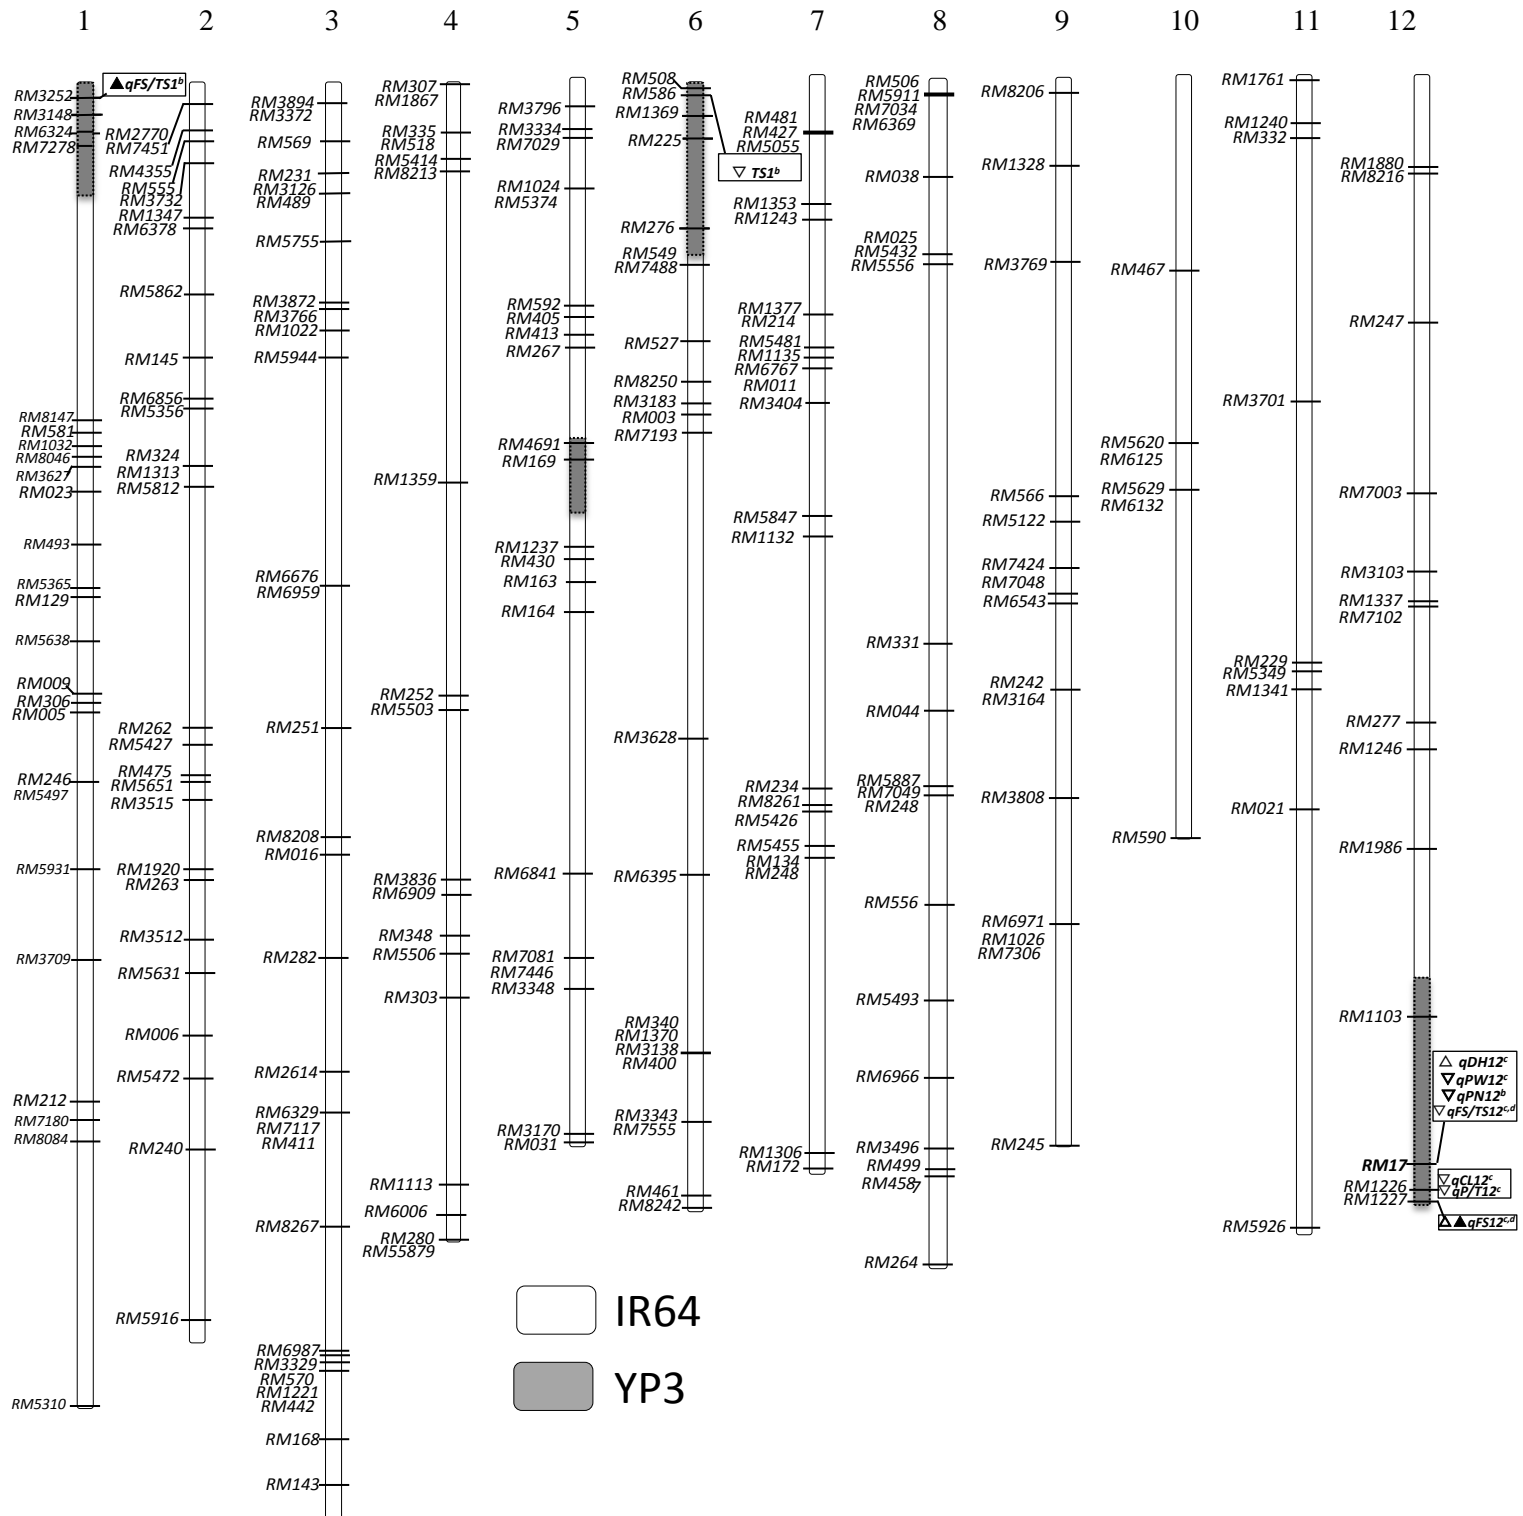 1 2 3 4 5 6 7 8 9 10 11 12
▲qFS/TS1ᵇ
RM3252
RM3148
RM6324
RM7278
RM8147
RM581
RM1032
RM8046
RM3627
RM023
RM493
RM5365
RM129
RM5638
RM009
RM306
RM005
RM246
RM5497
RM5931
RM3709
RM212
RM7180
RM8084
RM5310
RM2770
RM7451
RM4355
RM555
RM3732
RM1347
RM6378
RM5862
RM145
RM6856
RM5356
RM324
RM1313
RM5812
RM262
RM5427
RM475
RM5651
RM3515
RM1920
RM263
RM3512
RM5631
RM006
RM5472
RM240
RM5916
RM3894
RM3372
RM569
RM231
RM3126
RM489
RM5755
RM3872
RM3766
RM1022
RM5944
RM6676
RM6959
RM251
RM8208
RM016
RM282
RM2614
RM6329
RM7117
RM411
RM8267
RM6987
RM3329
RM570
RM1221
RM442
RM168
RM143
RM307
RM1867
RM335
RM518
RM5414
RM8213
RM1359
RM252
RM5503
RM3836
RM6909
RM348
RM5506
RM303
RM1113
RM6006
RM280
RM55879
RM3796
RM3334
RM7029
RM1024
RM5374
RM592
RM405
RM413
RM267
RM4691
RM169
RM1237
RM430
RM163
RM164
RM6841
RM7081
RM7446
RM3348
RM3170
RM031
RM508
RM586
RM1369
RM225
▽ TS1ᵇ
RM276
RM549
RM7488
RM527
RM8250
RM3183
RM003
RM7193
RM3628
RM6395
RM340
RM1370
RM3138
RM400
RM3343
RM7555
RM461
RM8242
RM481
RM427
RM5055
RM1353
RM1243
RM1377
RM214
RM5481
RM1135
RM6767
RM011
RM3404
RM5847
RM1132
RM234
RM8261
RM5426
RM5455
RM134
RM248
RM1306
RM172
RM506
RM5911
RM7034
RM6369
RM038
RM025
RM5432
RM5556
RM331
RM044
RM5887
RM7049
RM248
RM556
RM5493
RM6966
RM3496
RM499
RM458
7
RM264
RM8206
RM1328
RM3769
RM566
RM5122
RM7424
RM7048
RM6543
RM242
RM3164
RM3808
RM6971
RM1026
RM7306
RM245
RM467
RM5620
RM6125
RM5629
RM6132
RM590
RM1761
RM1240
RM332
RM3701
RM229
RM5349
RM1341
RM021
RM5926
RM1880
RM8216
RM247
RM7003
RM3103
RM1337
RM7102
RM277
RM1246
RM1986
RM1103
△ qDH12ᶜ
▽qPW12ᶜ
▽qPN12ᵇ
▽qFS/TS12ᶜ,ᵈ
RM17
RM1226
RM1227
▽qCL12ᶜ
▽qP/T12ᶜ
△▲qFS12ᶜ,ᵈ
IR64
YP3